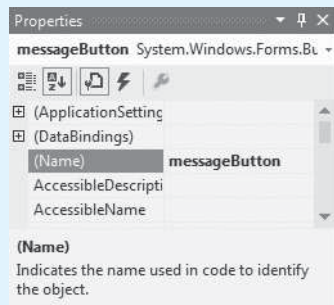 Properties
messageButton System.Windows.Forms.Bu
(ApplicationSetting
(DataBindings)
(Name) messageButton
AccessibleDescripti
AccessibleName
(Name)
Indicates the name used in code to identify
the object.